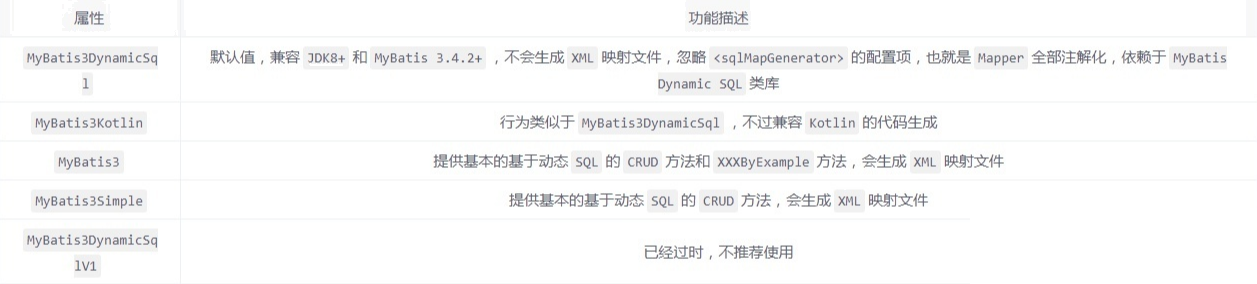 属性 功能描述
MyBatis3DynamicSq
l
默认值，兼容 JDK8+ 和 MyBatis 3.4.2+ ，不会生成 XML 映射文件，忽略 <sqlMapGenerator> 的配置项，也就是 Mapper 全部注解化，依赖于 MyBatis
Dynamic SQL 类库
MyBatis3Kotlin 行为类似于 MyBatis3DynamicSql ，不过兼容 Kotlin 的代码生成
MyBatis3 提供基本的基于动态 SQL 的 CRUD 方法和 XXXByExample 方法，会生成 XML 映射文件
MyBatis3Simple 提供基本的基于动态 SQL 的 CRUD 方法，会生成 XML 映射文件
MyBatis3DynamicSq
lV1
已经过时，不推荐使用